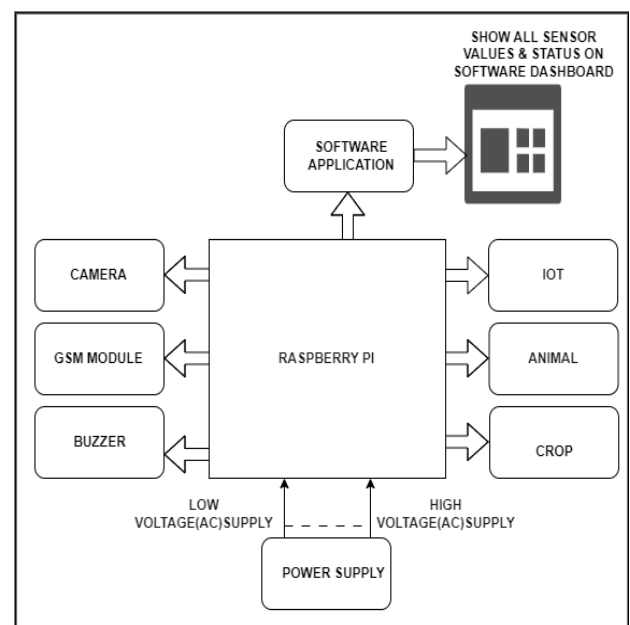 SHOW ALL SENSOR
VALUES & STATUS ON
SOFTWARE DASHBOARD
SOFTWARE
APPLICATION
CAMERA
IOT
GSM MODULE
RASPBERRY PI
ANIMAL
BUZZER
CROP
LOW
VOLTAGE(AC)SUPPLY
HIGH
VOLTAGE(AC)SUPPLY
POWER SUPPLY